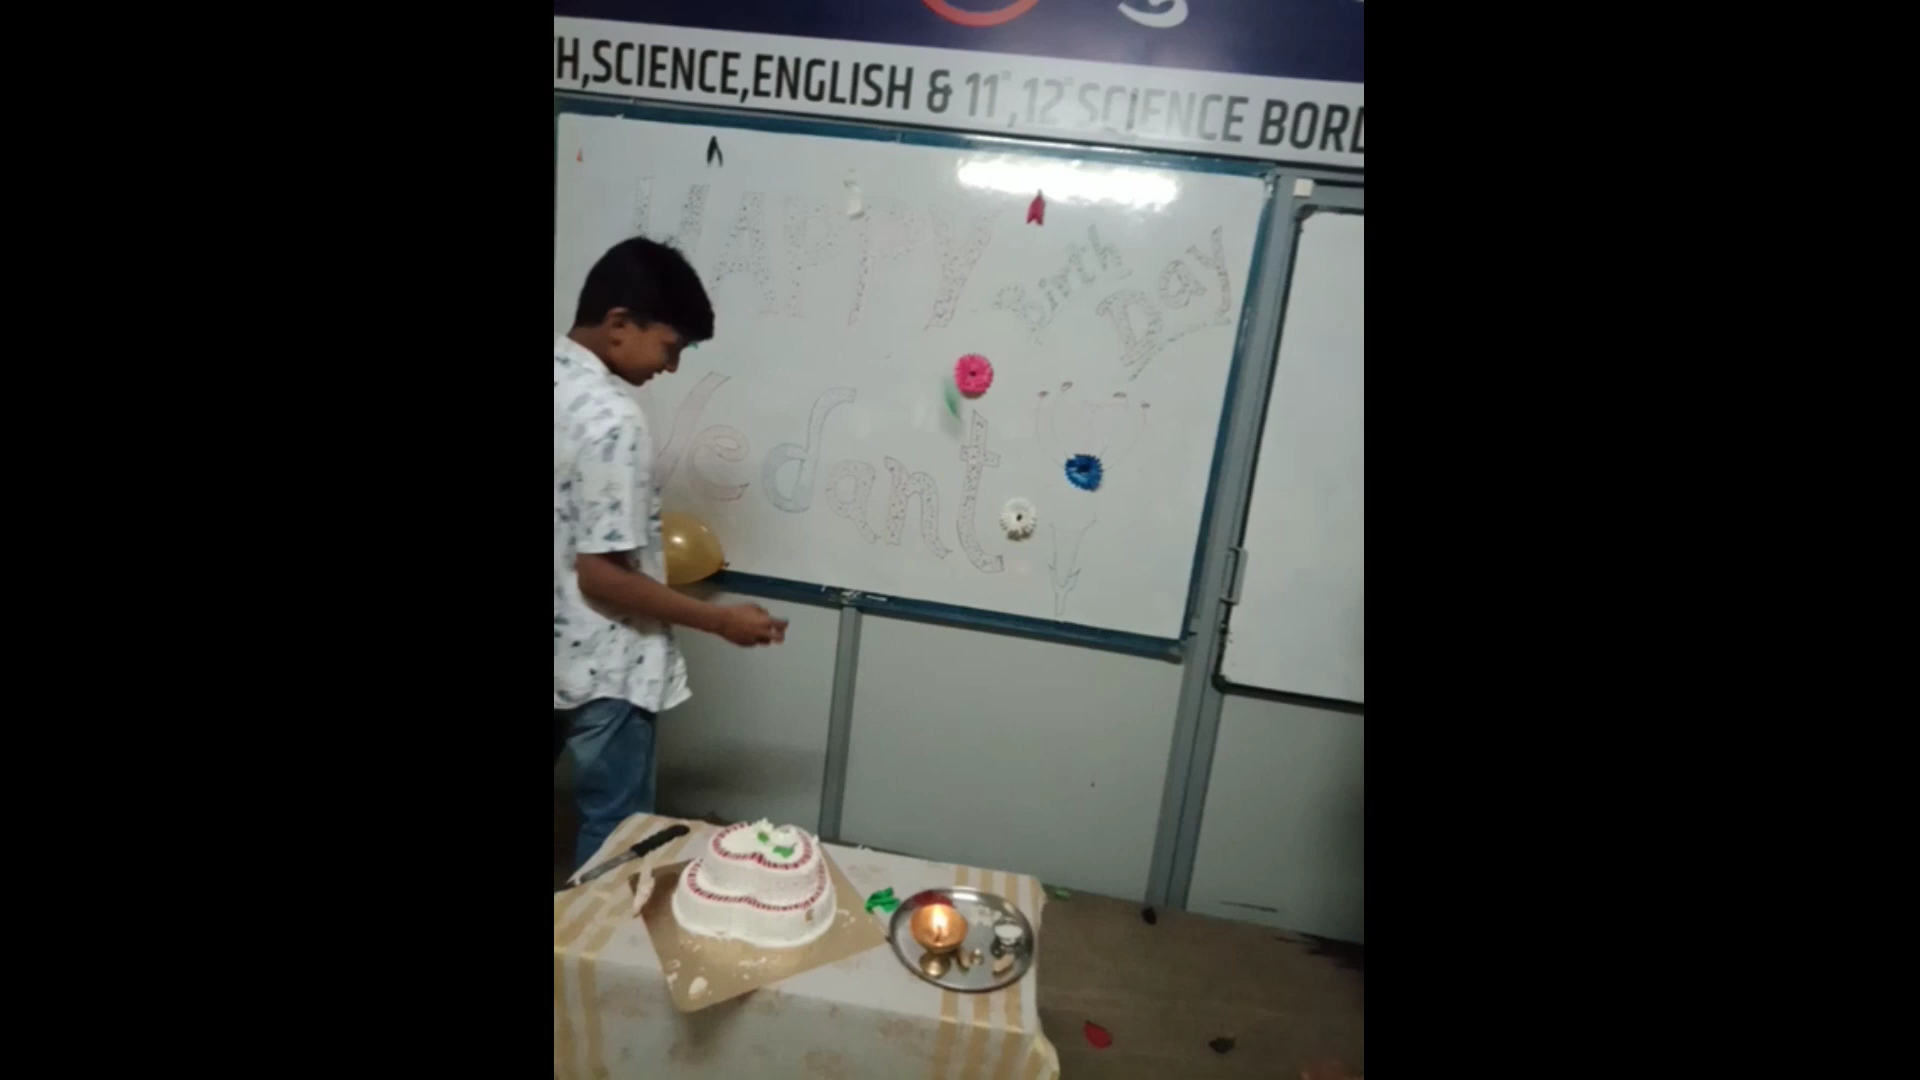 H,SCIENCE,ENGLISH & 11°,12° SCIENCE BORD
HAPPY Birth Day
Vedant